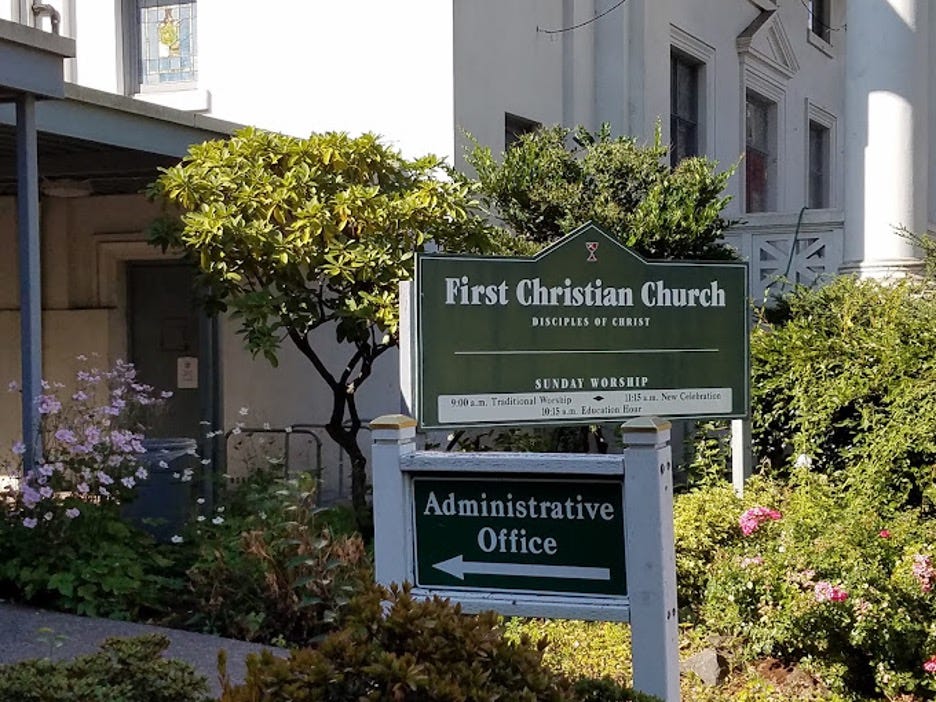 First Christian Church
DISCIPLES OF CHRIST
SUNDAY WORSHIP
9:00 a.m. Traditional Worship ◆ 11:15 a.m. New Celebration
10:15 a.m. Education Hour
Administrative
Office